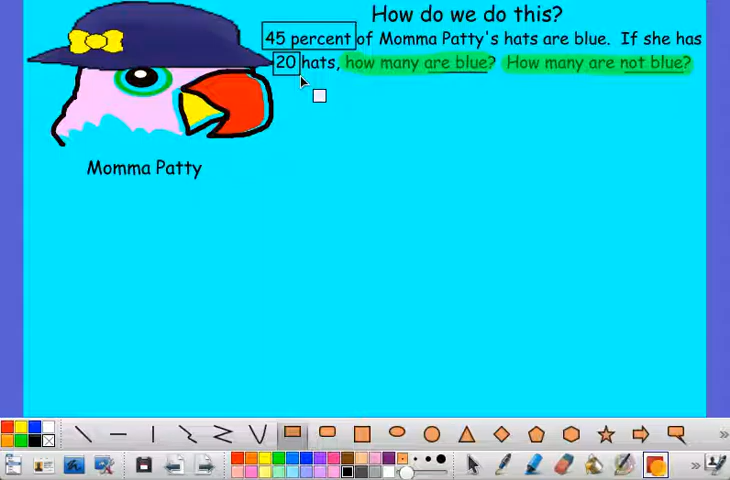 How do we do this?
45 percent of Momma Patty's hats are blue. If she has
20 hats, how many are blue? How many are not blue?
Momma Patty